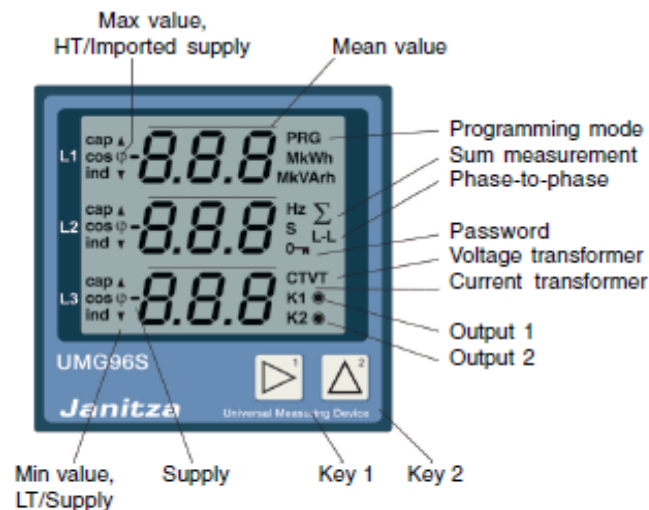 Max value,
HT/Imported supply
Mean value
PRG
MkWh
MkVArh
cap ▲
L1 cos φ -8.8.8
ind ▼
Hz Σ
S L-L
cap ▲
L2 cos φ -8.8.8
ind ▼
CTVT
K1
K2
cap ▲
L3 cos φ -8.8.8
ind ▼
Programming mode
Sum measurement
Phase-to-phase
Password
Voltage transformer
Current transformer
Output 1
Output 2
UMG96S
1
2
Janitza
Universal Measuring Device
Min value,
LT/Supply
Supply
Key 1
Key 2